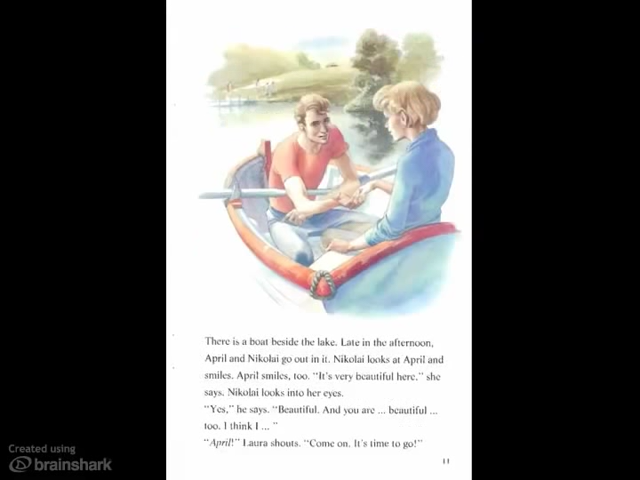 There is a boat beside the lake. Late in the afternoon,
April and Nikolai go out in it. Nikolai looks at April and
smiles. April smiles, too. "It's very beautiful here," she
says. Nikolai looks into her eyes.
"Yes," he says. "Beautiful. And you are ... beautiful ...
too. I think I ... "
"April!" Laura shouts. "Come on. It's time to go!"
11
Created using
brainshark